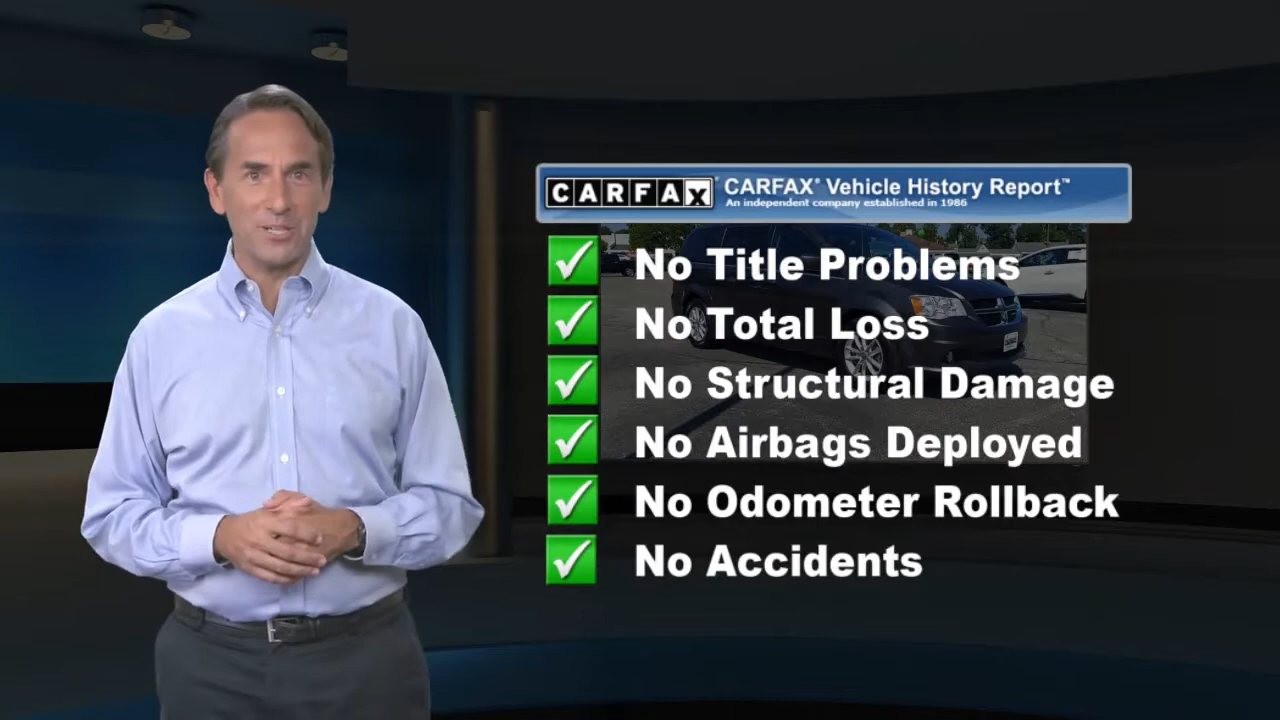 CARFAX CARFAX® Vehicle History Report™
An independent company established in 1986
No Title Problems
No Total Loss
No Structural Damage
No Airbags Deployed
No Odometer Rollback
No Accidents